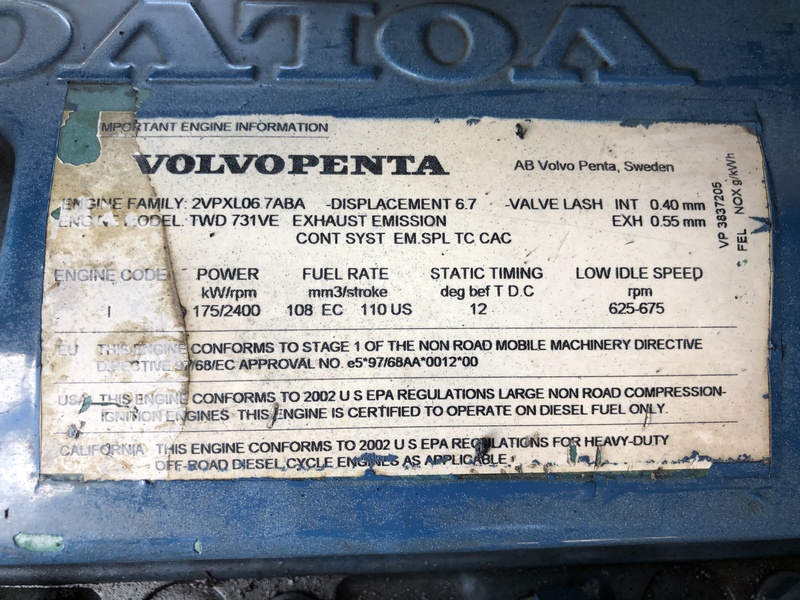 VOLVO
IMPORTANT ENGINE INFORMATION
VOLVO PENTA AB Volvo Penta, Sweden
ENGINE FAMILY: 2VPXL06.7ABA -DISPLACEMENT 6.7 -VALVE LASH INT 0.40 mm
ENGINE MODEL: TWD 731VE EXHAUST EMISSION EXH 0.55 mm
CONT SYST EM.SPL TC CAC
VP 3837205
FEL NOX g/kWh
ENGINE CODE POWER FUEL RATE STATIC TIMING LOW IDLE SPEED
kW/rpm mm3/stroke deg bef T D C rpm
I 175/2400 108 EC 110 US 12 625-675
EU THIS ENGINE CONFORMS TO STAGE 1 OF THE NON ROAD MOBILE MACHINERY DIRECTIVE
DIRECTIVE 97/68/EC APPROVAL NO. e5*97/68AA*0012*00
USA THIS ENGINE CONFORMS TO 2002 U S EPA REGULATIONS LARGE NON ROAD COMPRESSION-
IGNITION ENGINES THIS ENGINE IS CERTIFIED TO OPERATE ON DIESEL FUEL ONLY.
CALIFORNIA THIS ENGINE CONFORMS TO 2002 U S EPA REGULATIONS FOR HEAVY-DUTY
OFF-ROAD DIESEL CYCLE ENGINES AS APPLICABLE.